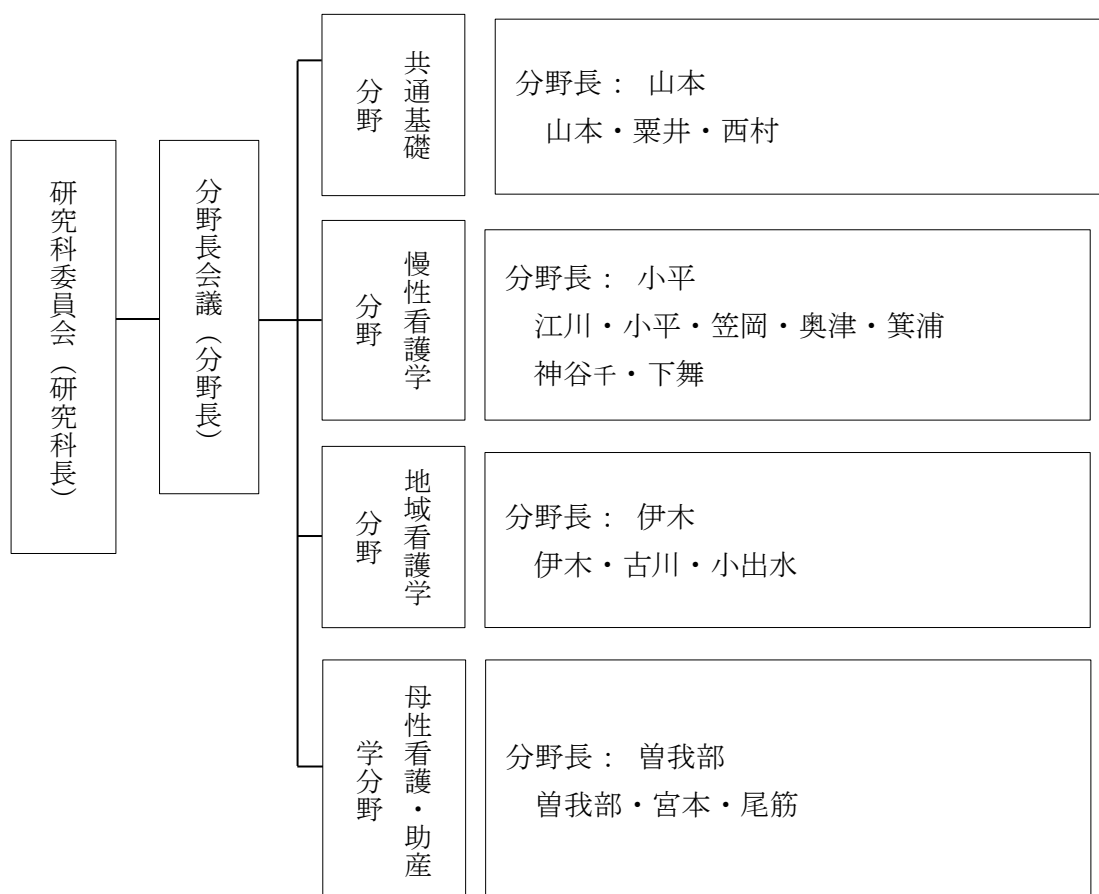 研究科委員会（研究科長）
分野長会議（分野長）
共通基礎
分野
分野長： 山本
山本・粟井・西村
慢性看護学
分野
分野長： 小平
江川・小平・笠岡・奥津・箕浦
神谷千・下舞
地域看護学
分野
分野長： 伊木
伊木・古川・小出水
母性看護・助産
学分野
分野長： 曽我部
曽我部・宮本・尾筋